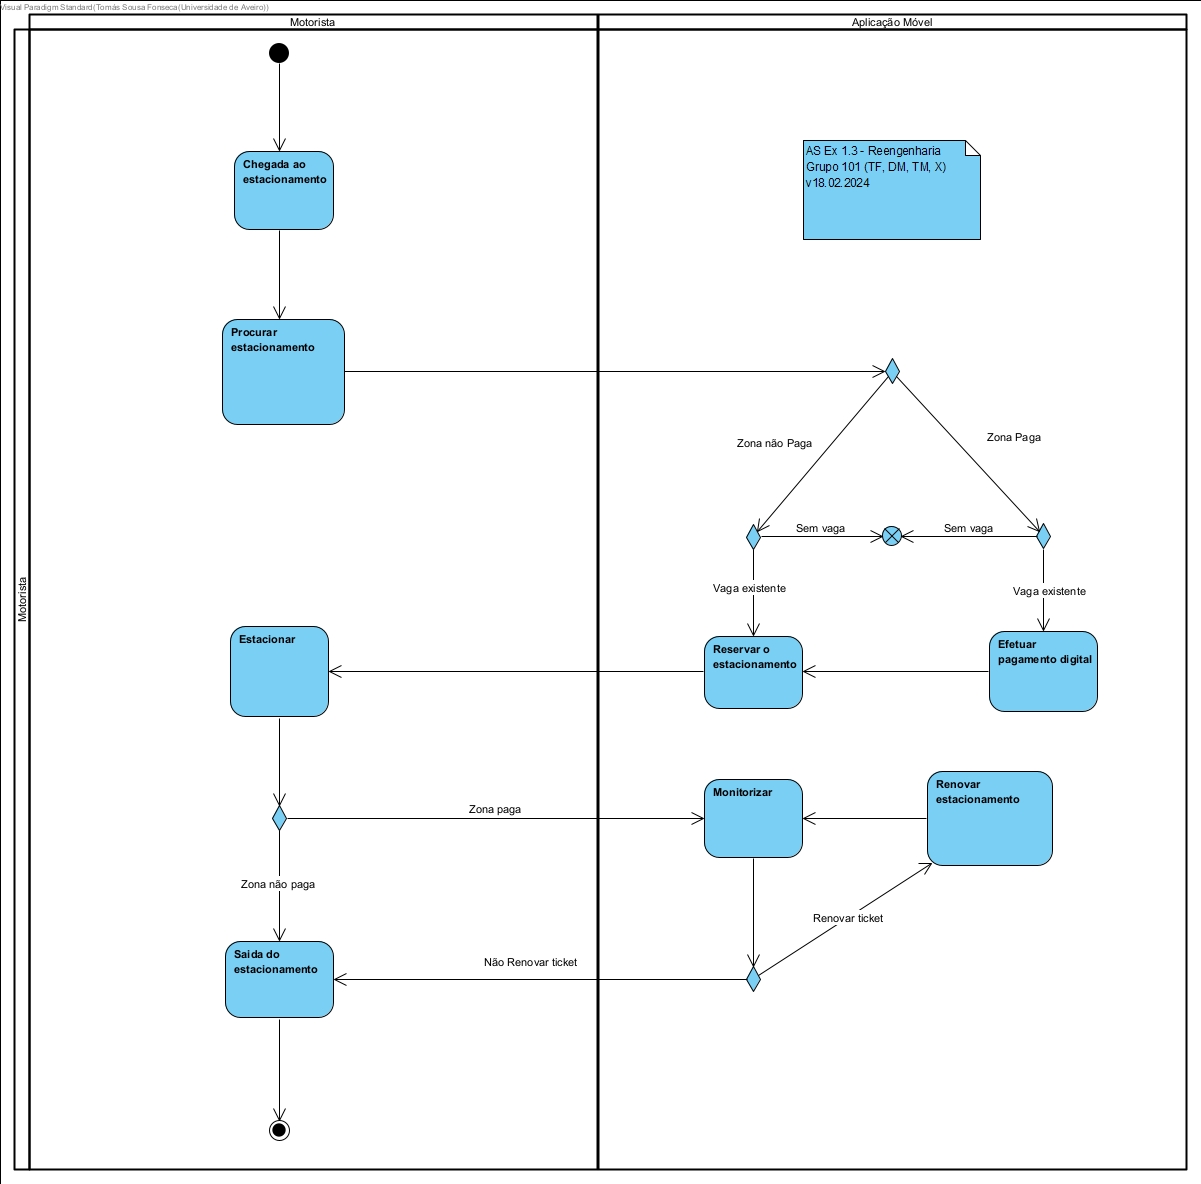 Visual Paradigm Standard(Tomás Sousa Fonseca(Universidade de Aveiro))
Motorista
Aplicação Móvel
Motorista
Chegada ao
estacionamento
AS Ex 1.3 - Reengenharia
Grupo 101 (TF, DM, TM, X)
v18.02.2024
Procurar
estacionamento
Zona não Paga
Zona Paga
Sem vaga
Sem vaga
Vaga existente
Vaga existente
Estacionar
Reservar o
estacionamento
Efetuar
pagamento digital
Zona paga
Monitorizar
Renovar
estacionamento
Zona não paga
Renovar ticket
Saida do
estacionamento
Não Renovar ticket